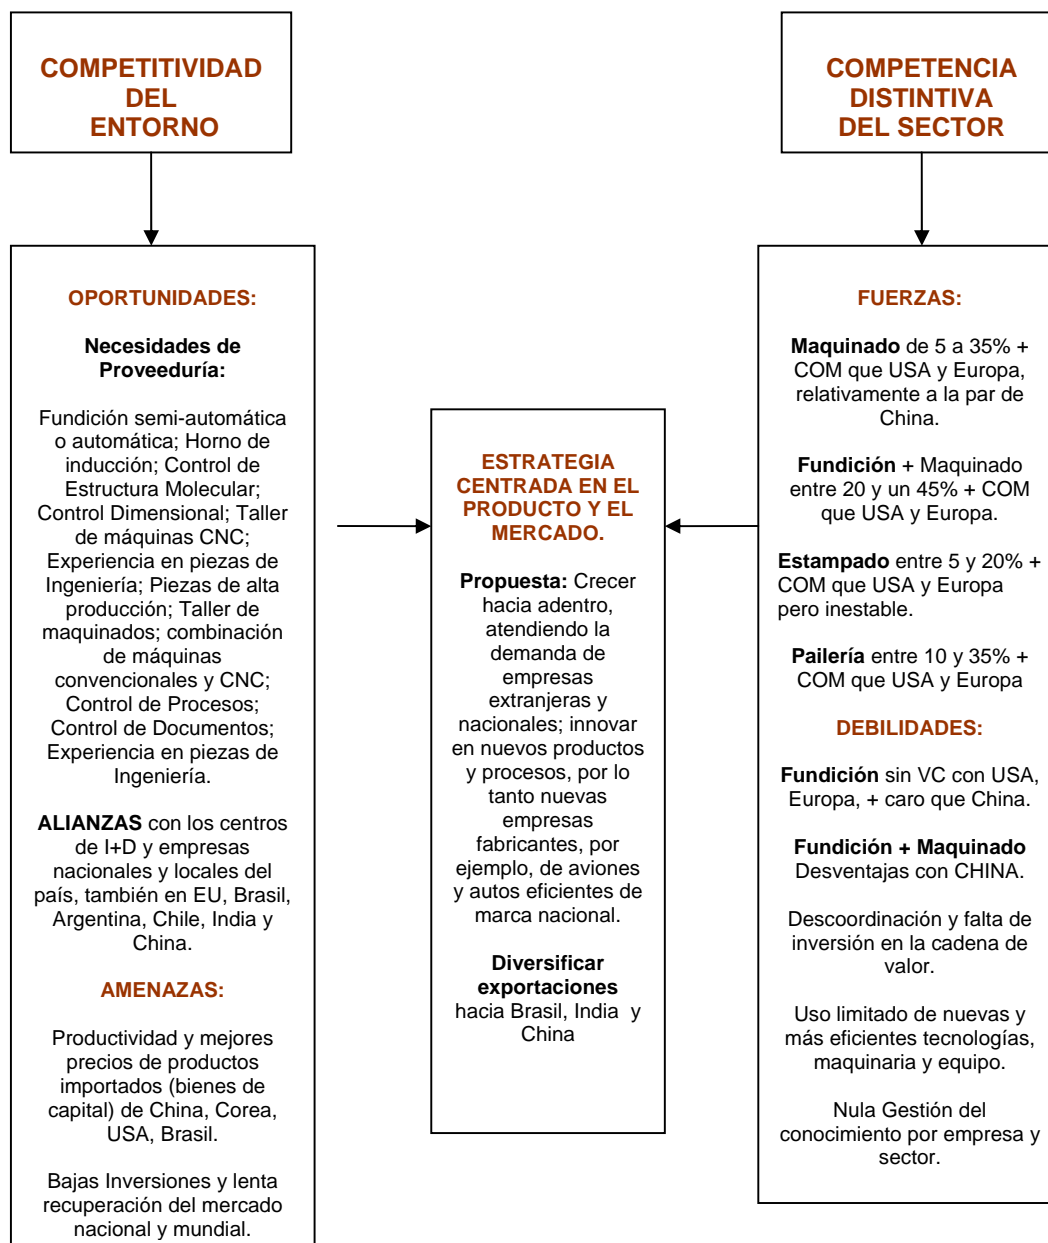 COMPETITIVIDAD
DEL
ENTORNO
COMPETENCIA
DISTINTIVA
DEL SECTOR
OPORTUNIDADES:
Necesidades de
Proveeduría:
Fundición semi-automática
o automática; Horno de
inducción; Control de
Estructura Molecular;
Control Dimensional; Taller
de máquinas CNC;
Experiencia en piezas de
Ingeniería; Piezas de alta
producción; Taller de
maquinados; combinación
de máquinas
convencionales y CNC;
Control de Procesos;
Control de Documentos;
Experiencia en piezas de
Ingeniería.
ALIANZAS con los centros
de I+D y empresas
nacionales y locales del
país, también en EU, Brasil,
Argentina, Chile, India y
China.
AMENAZAS:
Productividad y mejores
precios de productos
importados (bienes de
capital) de China, Corea,
USA, Brasil.
Bajas Inversiones y lenta
recuperación del mercado
nacional y mundial.
ESTRATEGIA
CENTRADA EN EL
PRODUCTO Y EL
MERCADO.
Propuesta: Crecer
hacia adentro,
atendiendo la
demanda de
empresas
extranjeras y
nacionales; innovar
en nuevos productos
y procesos, por lo
tanto nuevas
empresas
fabricantes, por
ejemplo, de aviones
y autos eficientes de
marca nacional.
Diversificar
exportaciones
hacia Brasil, India y
China
FUERZAS:
Maquinado de 5 a 35% +
COM que USA y Europa,
relativamente a la par de
China.
Fundición + Maquinado
entre 20 y un 45% + COM
que USA y Europa.
Estampado entre 5 y 20% +
COM que USA y Europa
pero inestable.
Pailería entre 10 y 35% +
COM que USA y Europa
DEBILIDADES:
Fundición sin VC con USA,
Europa, + caro que China.
Fundición + Maquinado
Desventajas con CHINA.
Descoordinación y falta de
inversión en la cadena de
valor.
Uso limitado de nuevas y
más eficientes tecnologías,
maquinaria y equipo.
Nula Gestión del
conocimiento por empresa y
sector.